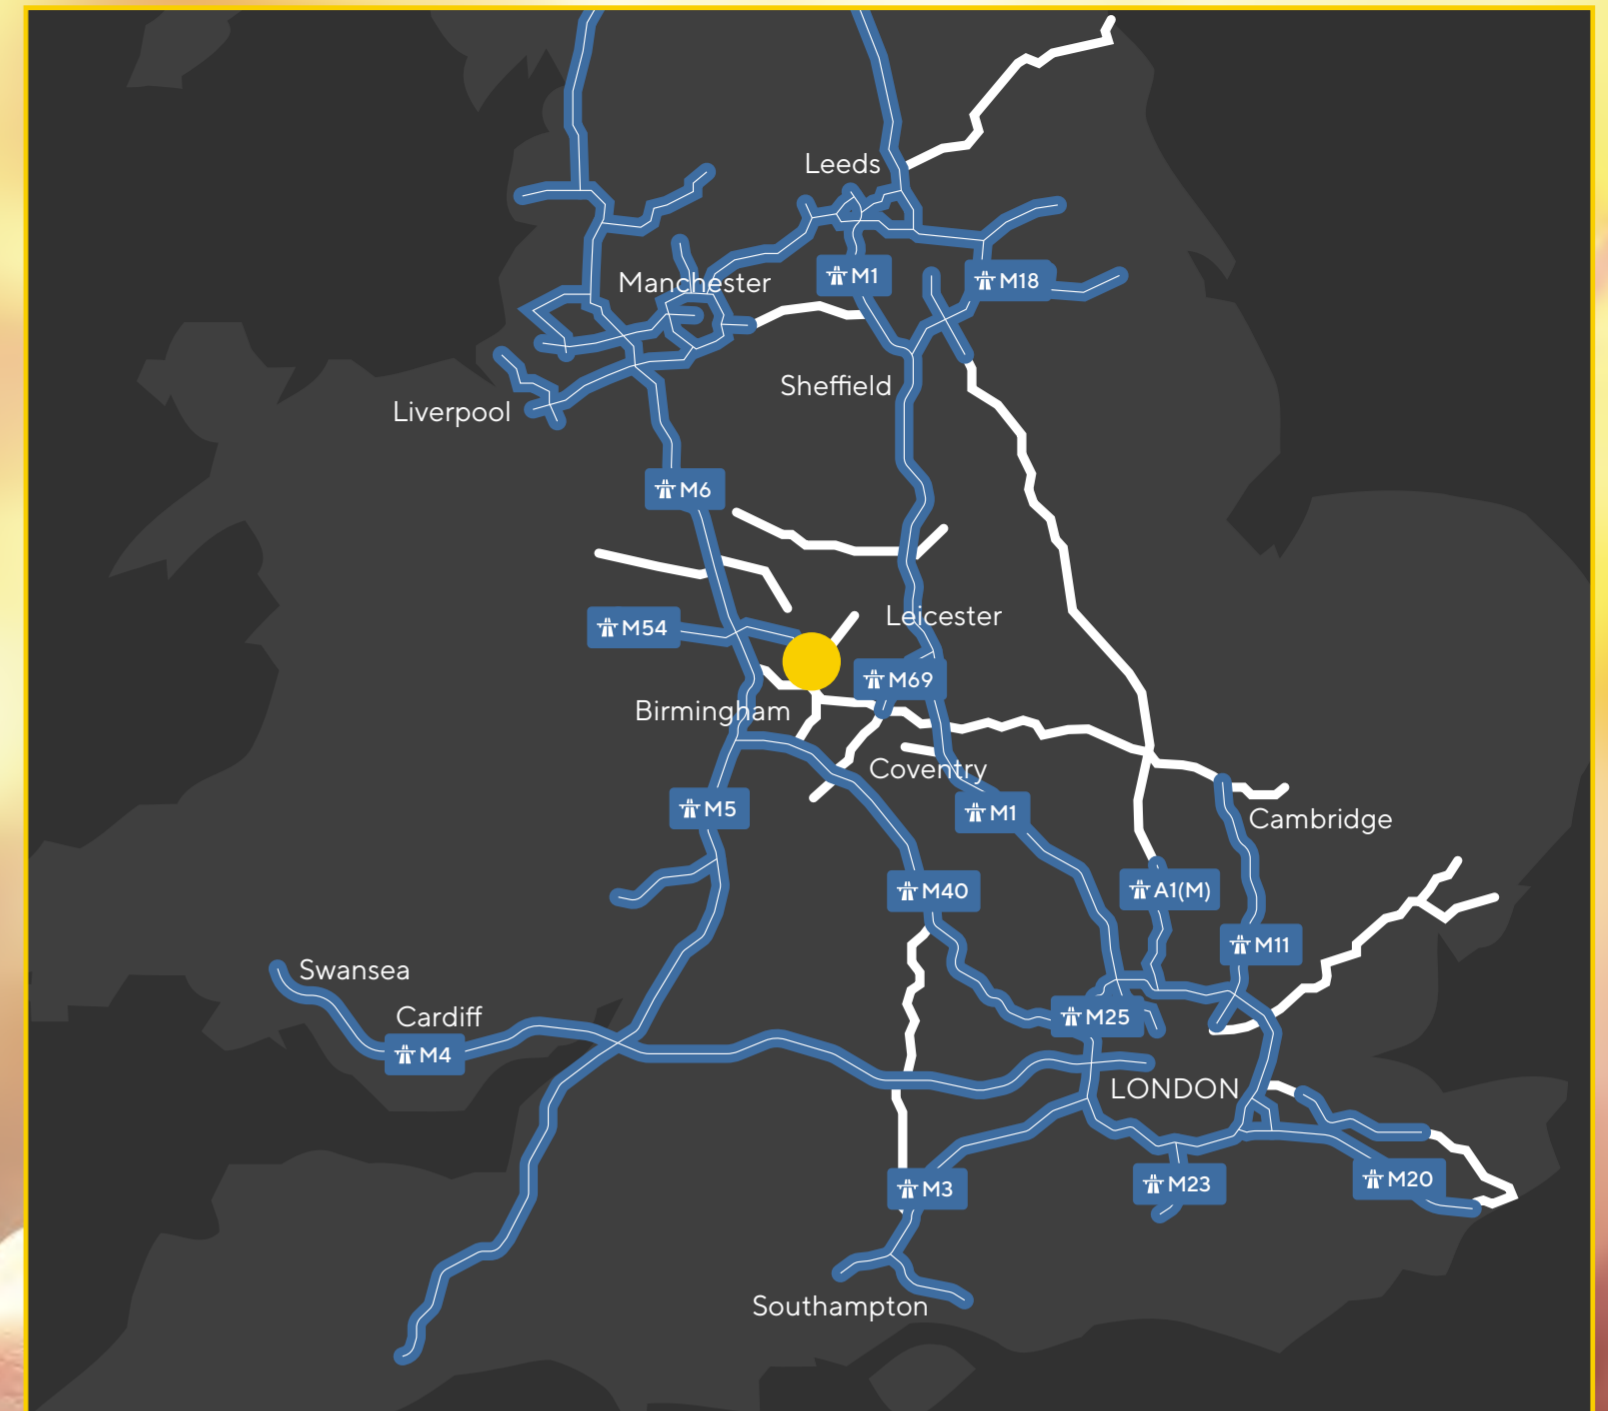 Leeds
M1
M18
Manchester
Sheffield
Liverpool
M6
Leicester
M54
M69
Birmingham
Coventry
M5
M1
Cambridge
M40
A1(M)
M11
Swansea
Cardiff
M25
M4
LONDON
M3
M23
M20
Southampton